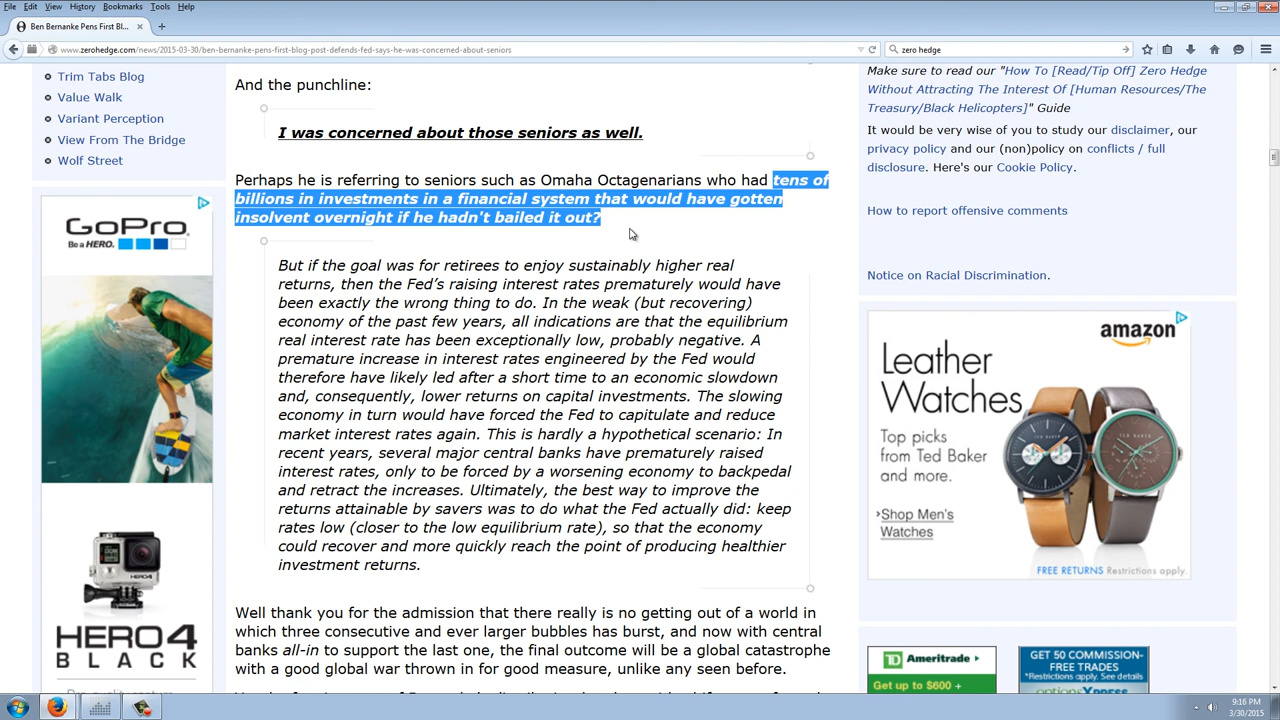 File Edit View History Bookmarks Tools Help
Ben Bernanke Pens First Bl...
www.zerohedge.com/news/2015-03-30/ben-bernanke-pens-first-blog-post-defends-fed-says-he-was-concerned-about-seniors
zero hedge
Trim Tabs Blog
Value Walk
Variant Perception
View From The Bridge
Wolf Street
GoPro
Be a HERO.
HERO4
BLACK
And the punchline:
I was concerned about those seniors as well.
Perhaps he is referring to seniors such as Omaha Octagenarians who had tens of
billions in investments in a financial system that would have gotten
insolvent overnight if he hadn't bailed it out?
But if the goal was for retirees to enjoy sustainably higher real
returns, then the Fed's raising interest rates prematurely would have
been exactly the wrong thing to do. In the weak (but recovering)
economy of the past few years, all indications are that the equilibrium
real interest rate has been exceptionally low, probably negative. A
premature increase in interest rates engineered by the Fed would
therefore have likely led after a short time to an economic slowdown
and, consequently, lower returns on capital investments. The slowing
economy in turn would have forced the Fed to capitulate and reduce
market interest rates again. This is hardly a hypothetical scenario: In
recent years, several major central banks have prematurely raised
interest rates, only to be forced by a worsening economy to backpedal
and retract the increases. Ultimately, the best way to improve the
returns attainable by savers was to do what the Fed actually did: keep
rates low (closer to the low equilibrium rate), so that the economy
could recover and more quickly reach the point of producing healthier
investment returns.
Well thank you for the admission that there really is no getting out of a world in
which three consecutive and ever larger bubbles has burst, and now with central
banks all-in to support the last one, the final outcome will be a global catastrophe
with a good old global war thrown in for good measure, unlike any seen before.
Make sure to read our "How To [Read/Tip Off] Zero Hedge
Without Attracting The Interest Of [Human Resources/The
Treasury/Black Helicopters]" Guide
It would be very wise of you to study our disclaimer, our
privacy policy and our (non)policy on conflicts / full
disclosure. Here's our Cookie Policy.
How to report offensive comments
Notice on Racial Discrimination.
amazon
Leather
Watches
Top picks
from Ted Baker
and more.
Shop Men's
Watches
TED BAKER
TED BAKER
FREE RETURNS Restrictions apply.
TD Ameritrade
Get up to $600 +
GET 50 COMMISSION-
FREE TRADES
*Restrictions apply. See details
optionsXpress
9:16 PM
3/30/2015